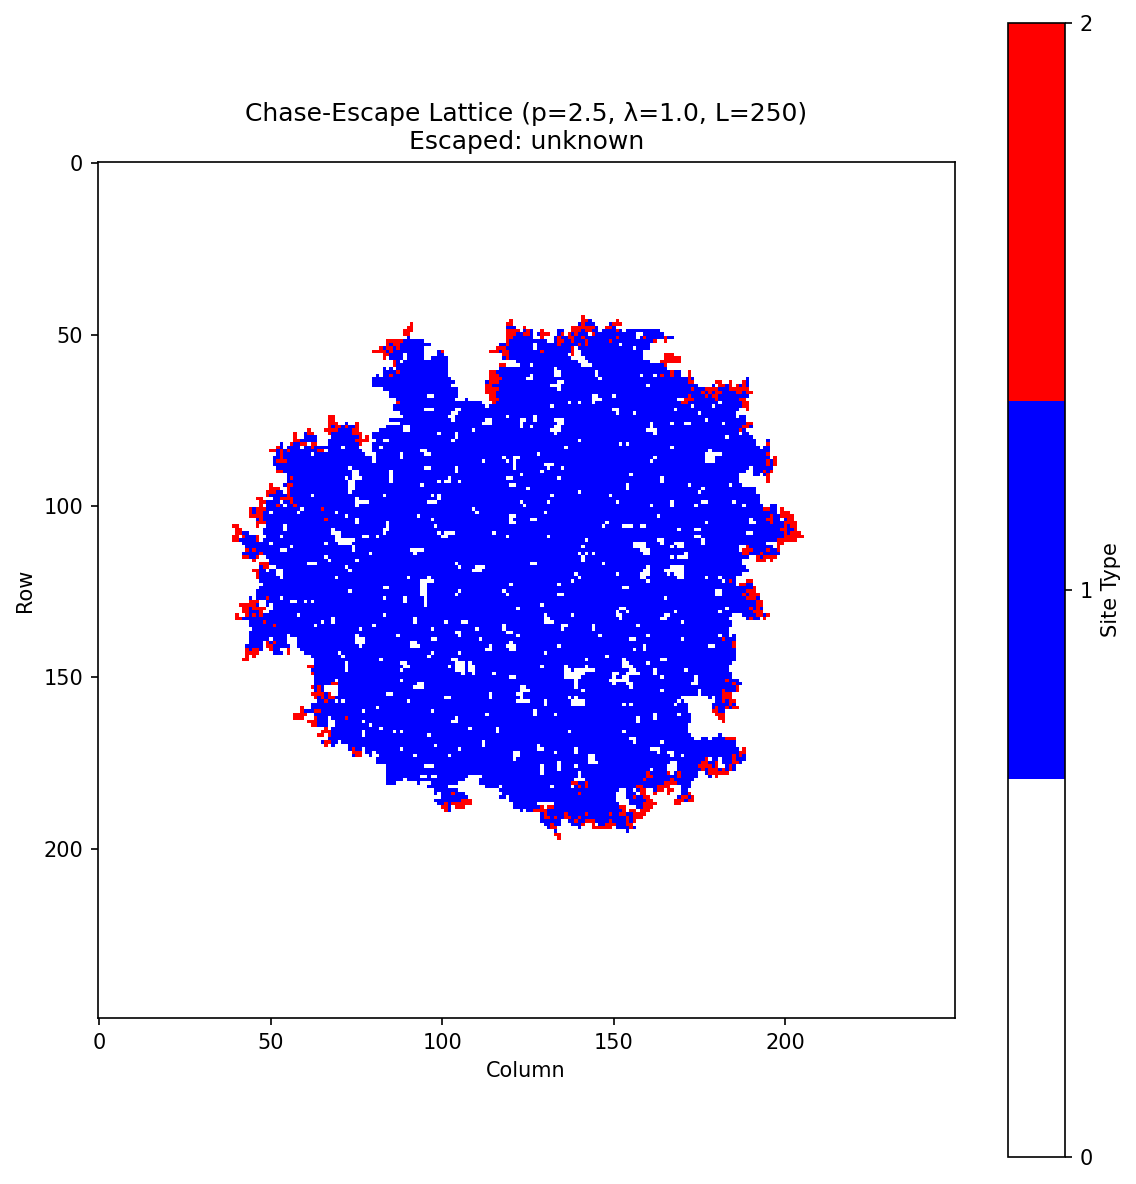 Chase-Escape Lattice (p=2.5, λ=1.0, L=250)
Escaped: unknown
0
50
100
150
200
Row
0
50
100
150
200
Column
2
1
0
Site Type